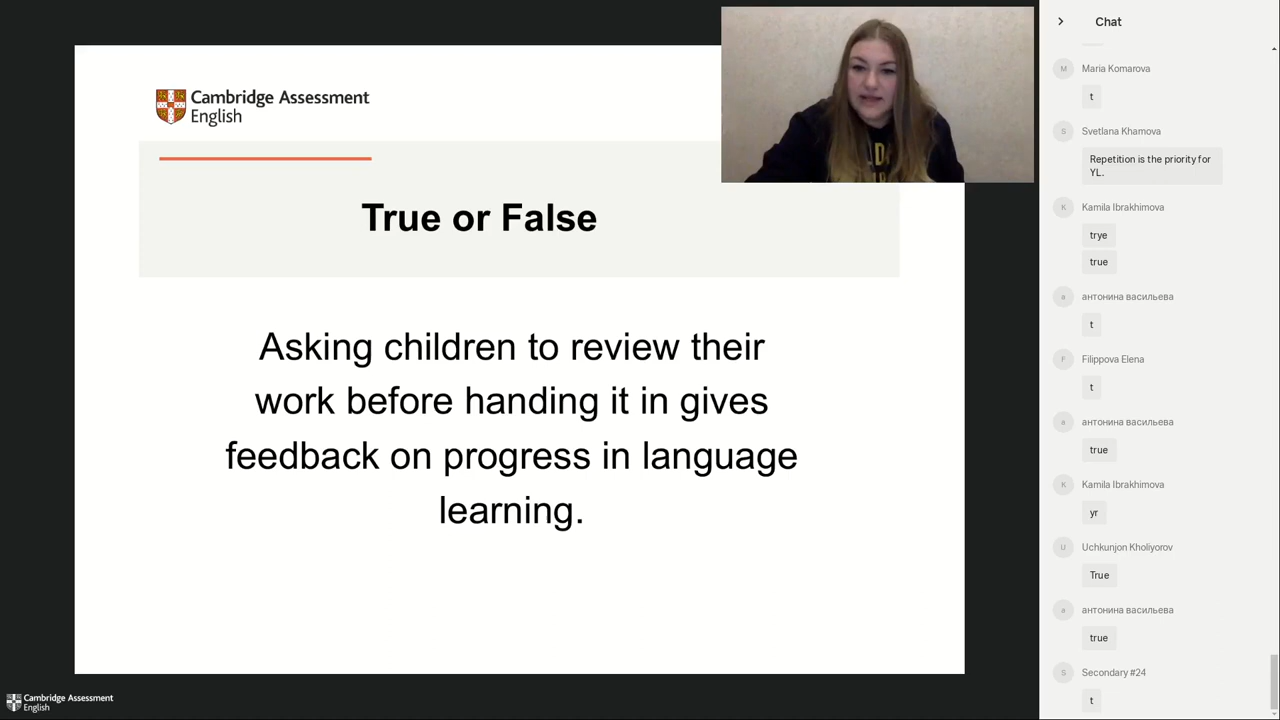 Cambridge Assessment
English
True or False
Asking children to review their
work before handing it in gives
feedback on progress in language
learning.
Cambridge Assessment
English
Chat
M
Maria Komarova
t
S
Svetlana Khamova
Repetition is the priority for
YL.
K
Kamila Ibrakhimova
trye
true
а
антонина васильева
t
F
Filippova Elena
t
а
антонина васильева
true
K
Kamila Ibrakhimova
yr
U
Uchkunjon Kholiyorov
True
а
антонина васильева
true
S
Secondary #24
t